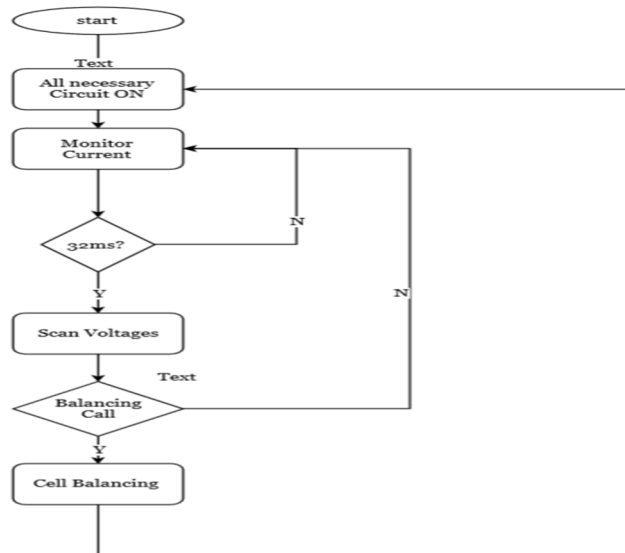 start
Text
All necessary
Circuit ON
Monitor
Current
N
32ms?
Y
N
Scan Voltages
Text
Balancing
Call
Y
Cell Balancing